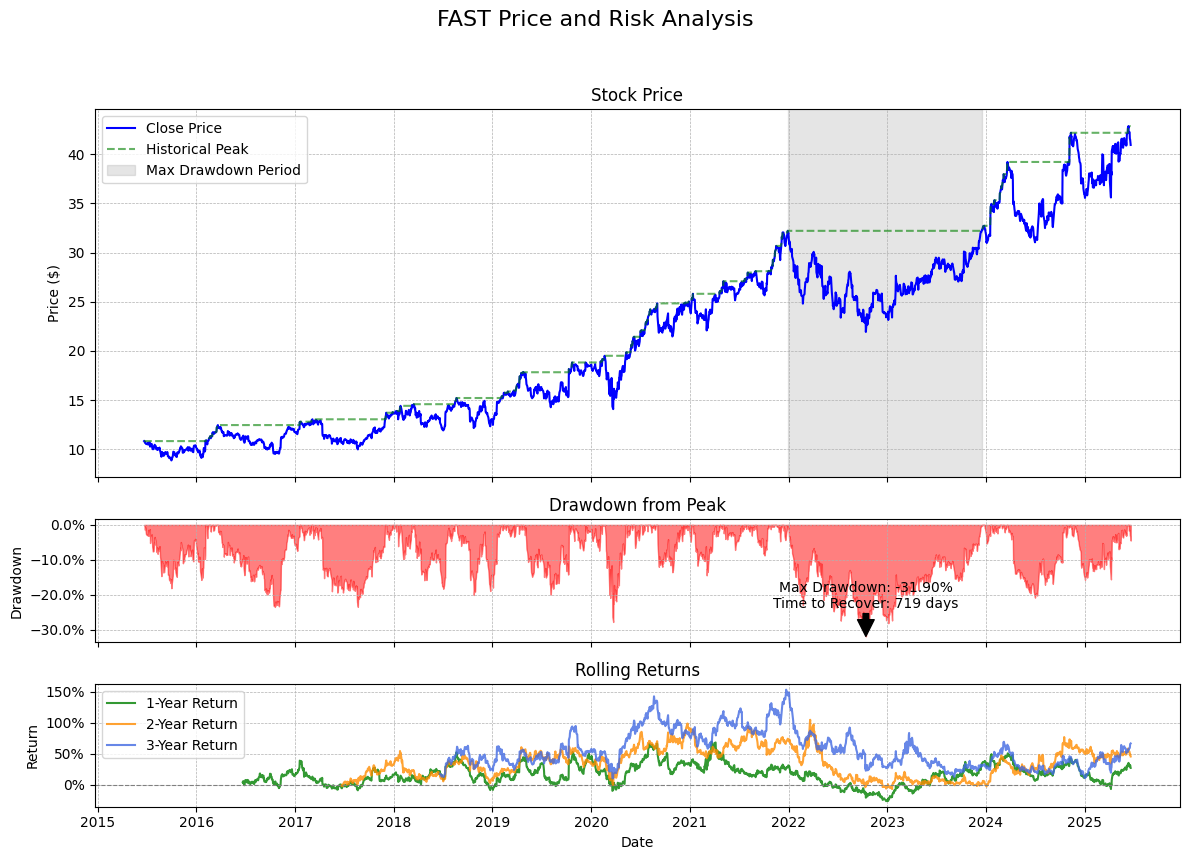 FAST Price and Risk Analysis
Stock Price
Close Price
Historical Peak
Max Drawdown Period
Price ($)
40
35
30
25
20
15
10
Drawdown from Peak
Drawdown
0.0%
−10.0%
−20.0%
−30.0%
Max Drawdown: -31.90%
Time to Recover: 719 days
Rolling Returns
1-Year Return
2-Year Return
3-Year Return
Return
150%
100%
50%
0%
2015 2016 2017 2018 2019 2020 2021 2022 2023 2024 2025
Date